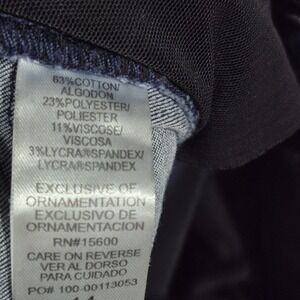 63%COTTON/
ALGODON
23%POLYESTER/
POLIESTER
11%VISCOSE/
VISCOSA
3%LYCRA®SPANDEX/
LYCRA®SPANDEX
EXCLUSIVE OF
ORNAMENTATION
EXCLUSIVO DE
ORNAMENTACION
RN#15600
CARE ON REVERSE
VER AL DORSO
PARA CUIDADO
PO# 100-00113053